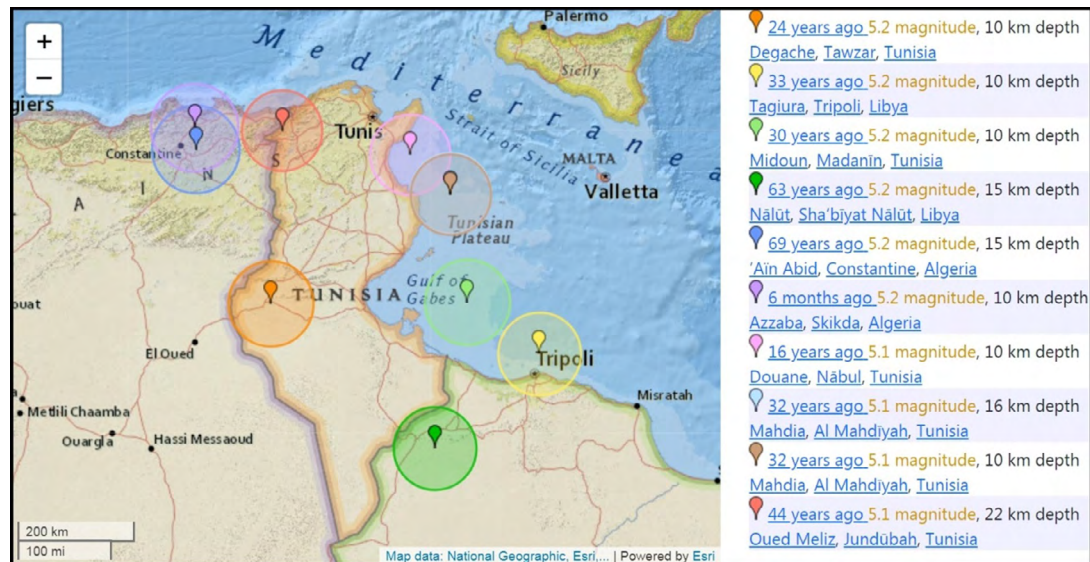 +
−
Palermo
Mediterranea
Sicily
giers
Tunis
Strait of Sicilia
Constantine
MALTA
Valletta
S
N
I
A
Tunisian
Plateau
Gulf of
Gabes
TUNISIA
ouat
El Oued
Tripoli
Misratah
Metlili Chaamba
Ouargla
Hassi Messaoud
200 km
100 mi
Map data: National Geographic, Esri,... | Powered by Esri
24 years ago 5.2 magnitude, 10 km depth
Degache, Tawzar, Tunisia
33 years ago 5.2 magnitude, 10 km depth
Tagiura, Tripoli, Libya
30 years ago 5.2 magnitude, 10 km depth
Midoun, Madanīn, Tunisia
63 years ago 5.2 magnitude, 15 km depth
Nālūt, Sha'bīyat Nālūt, Libya
69 years ago 5.2 magnitude, 15 km depth
'Aïn Abid, Constantine, Algeria
6 months ago 5.2 magnitude, 10 km depth
Azzaba, Skikda, Algeria
16 years ago 5.1 magnitude, 10 km depth
Douane, Nābul, Tunisia
32 years ago 5.1 magnitude, 16 km depth
Mahdia, Al Mahdīyah, Tunisia
32 years ago 5.1 magnitude, 10 km depth
Mahdia, Al Mahdīyah, Tunisia
44 years ago 5.1 magnitude, 22 km depth
Oued Meliz, Jundūbah, Tunisia